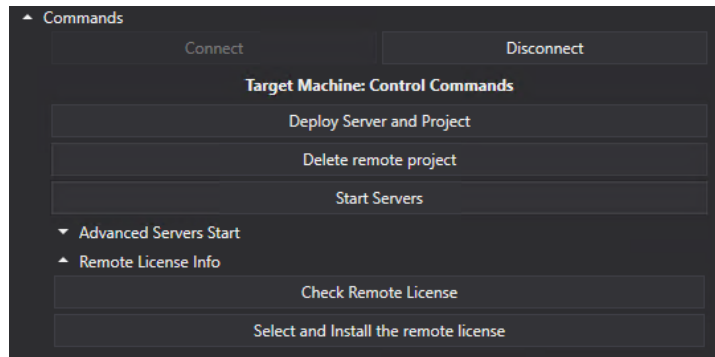 Commands
Connect Disconnect
Target Machine: Control Commands
Deploy Server and Project
Delete remote project
Start Servers
Advanced Servers Start
Remote License Info
Check Remote License
Select and Install the remote license